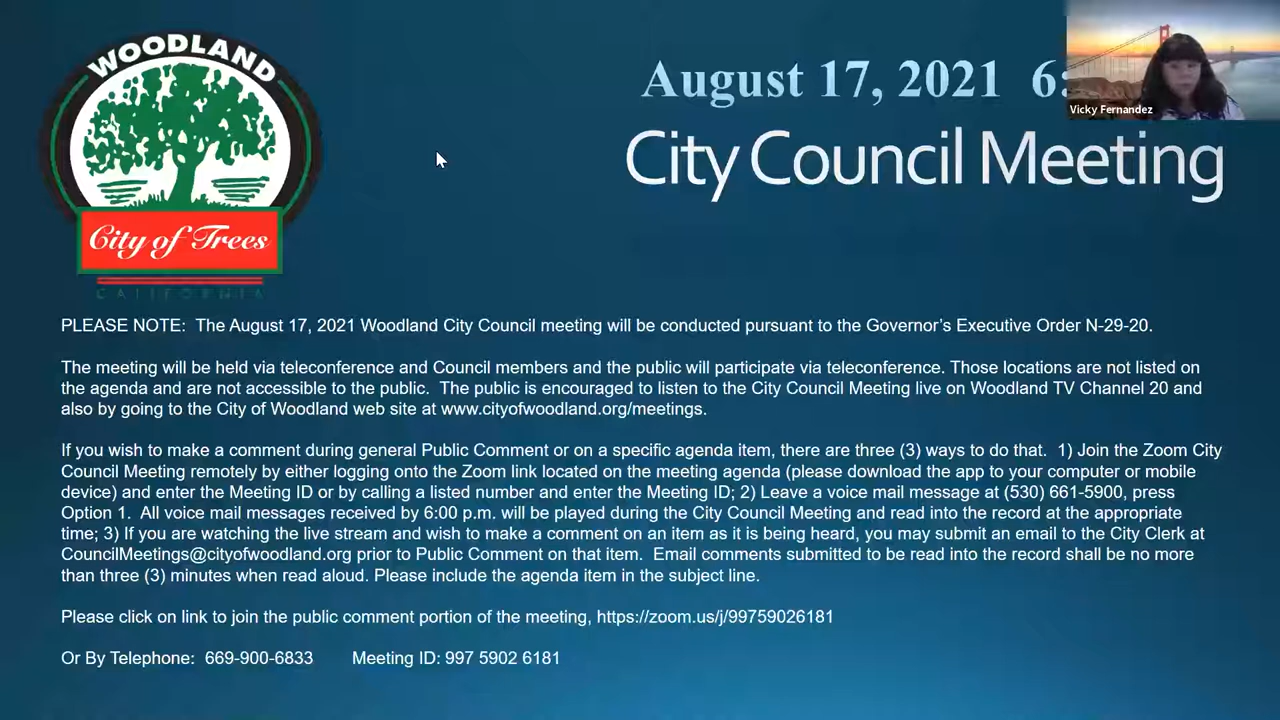 WOODLAND
City of Trees
CALIFORNIA
August 17, 2021 6:
Vicky Fernandez
City Council Meeting
PLEASE NOTE: The August 17, 2021 Woodland City Council meeting will be conducted pursuant to the Governor's Executive Order N-29-20.
The meeting will be held via teleconference and Council members and the public will participate via teleconference. Those locations are not listed on
the agenda and are not accessible to the public. The public is encouraged to listen to the City Council Meeting live on Woodland TV Channel 20 and
also by going to the City of Woodland web site at www.cityofwoodland.org/meetings.
If you wish to make a comment during general Public Comment or on a specific agenda item, there are three (3) ways to do that. 1) Join the Zoom City
Council Meeting remotely by either logging onto the Zoom link located on the meeting agenda (please download the app to your computer or mobile
device) and enter the Meeting ID or by calling a listed number and enter the Meeting ID; 2) Leave a voice mail message at (530) 661-5900, press
Option 1. All voice mail messages received by 6:00 p.m. will be played during the City Council Meeting and read into the record at the appropriate
time; 3) If you are watching the live stream and wish to make a comment on an item as it is being heard, you may submit an email to the City Clerk at
CouncilMeetings@cityofwoodland.org prior to Public Comment on that item. Email comments submitted to be read into the record shall be no more
than three (3) minutes when read aloud. Please include the agenda item in the subject line.
Please click on link to join the public comment portion of the meeting, https://zoom.us/j/99759026181
Or By Telephone: 669-900-6833 Meeting ID: 997 5902 6181